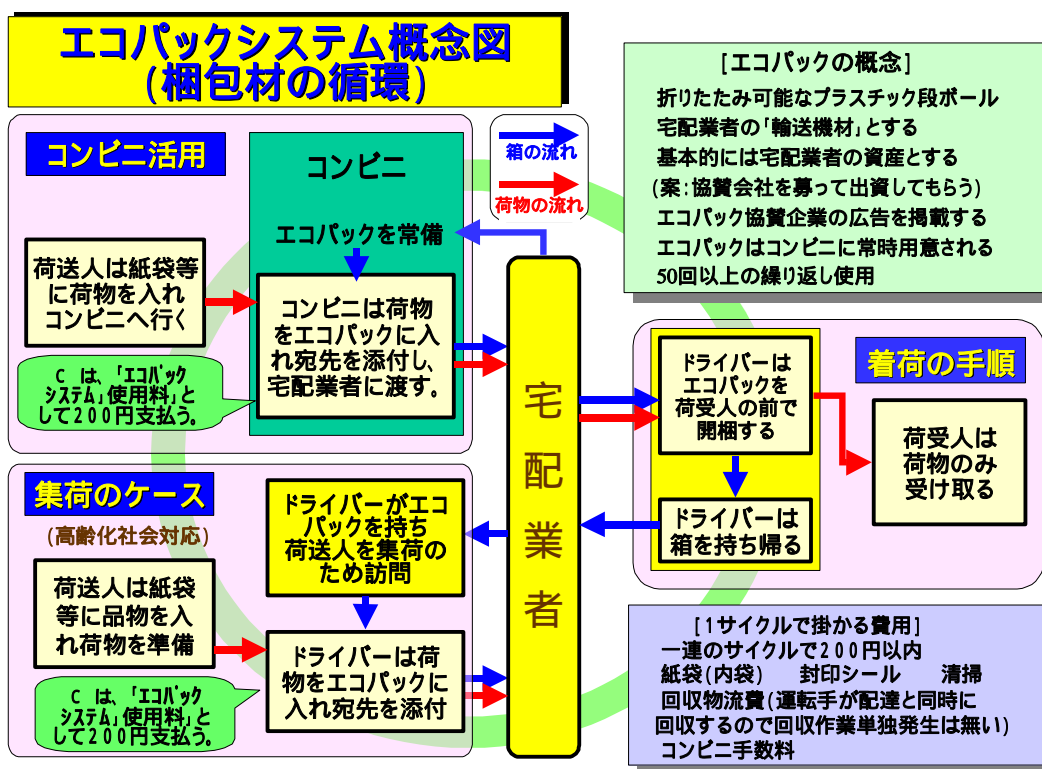 エコパックシステム概念図
(梱包材の循環)
コンビニ活用
コンビニ
エコパックを常備
荷送人は紙袋等
に荷物を入れ
コンビニへ行く
コンビニは荷物
をエコパックに入
れ宛先を添付し、
宅配業者に渡す。
C は、「エコパック
システム」使用料」と
して200円支払う。
箱の流れ
荷物の流れ
[エコパックの概念]
折りたたみ可能なプラスチック段ボール
宅配業者の「輸送機材」とする
基本的には宅配業者の資産とする
(案:協賛会社を募って出資してもらう)
エコパック協賛企業の広告を掲載する
エコパックはコンビニに常時用意される
50回以上の繰り返し使用
集荷のケース
(高齢化社会対応)
荷送人は紙袋
等に品物を入
れ荷物を準備
ドライバーがエコ
パックを持ち
荷送人を集荷の
ため訪問
ドライバーは荷
物をエコパックに
入れ宛先を添付
C は、「エコパック
システム」使用料」と
して200円支払う。
宅配業者
着荷の手順
ドライバーは
エコパックを
荷受人の前で
開梱する
ドライバーは
箱を持ち帰る
荷受人は
荷物のみ
受け取る
[1サイクルで掛かる費用]
一連のサイクルで200円以内
紙袋(内袋) 封印シール 清掃
回収物流費(運転手が配達と同時に
回収するので回収作業単独発生は無い)
コンビニ手数料